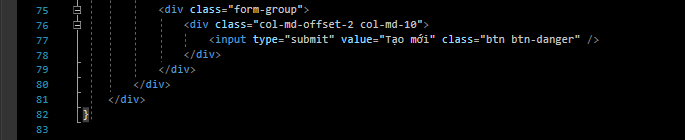 75 <div class="form-group">
76 <div class="col-md-offset-2 col-md-10">
77 <input type="submit" value="Tạo mới" class="btn btn-danger" />
78 </div>
79 </div>
80 </div>
81 </div>
82 }
83